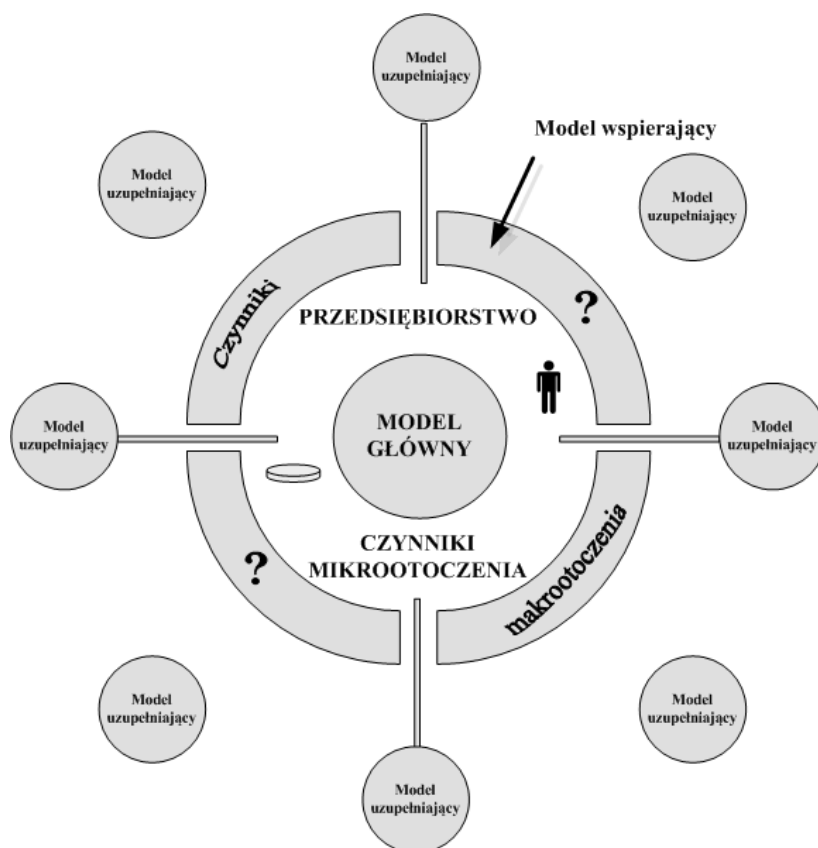 Model
uzupełniający
Model wspierający
Model
uzupełniający
Model
uzupełniający
Czynniki
?
PRZEDSIĘBIORSTWO
MODEL
GŁÓWNY
Model
uzupełniający
Model
uzupełniający
CZYNNIKI
MIKROOTOCZENIA
?
makrootoczenia
Model
uzupełniający
Model
uzupełniający
Model
uzupełniający